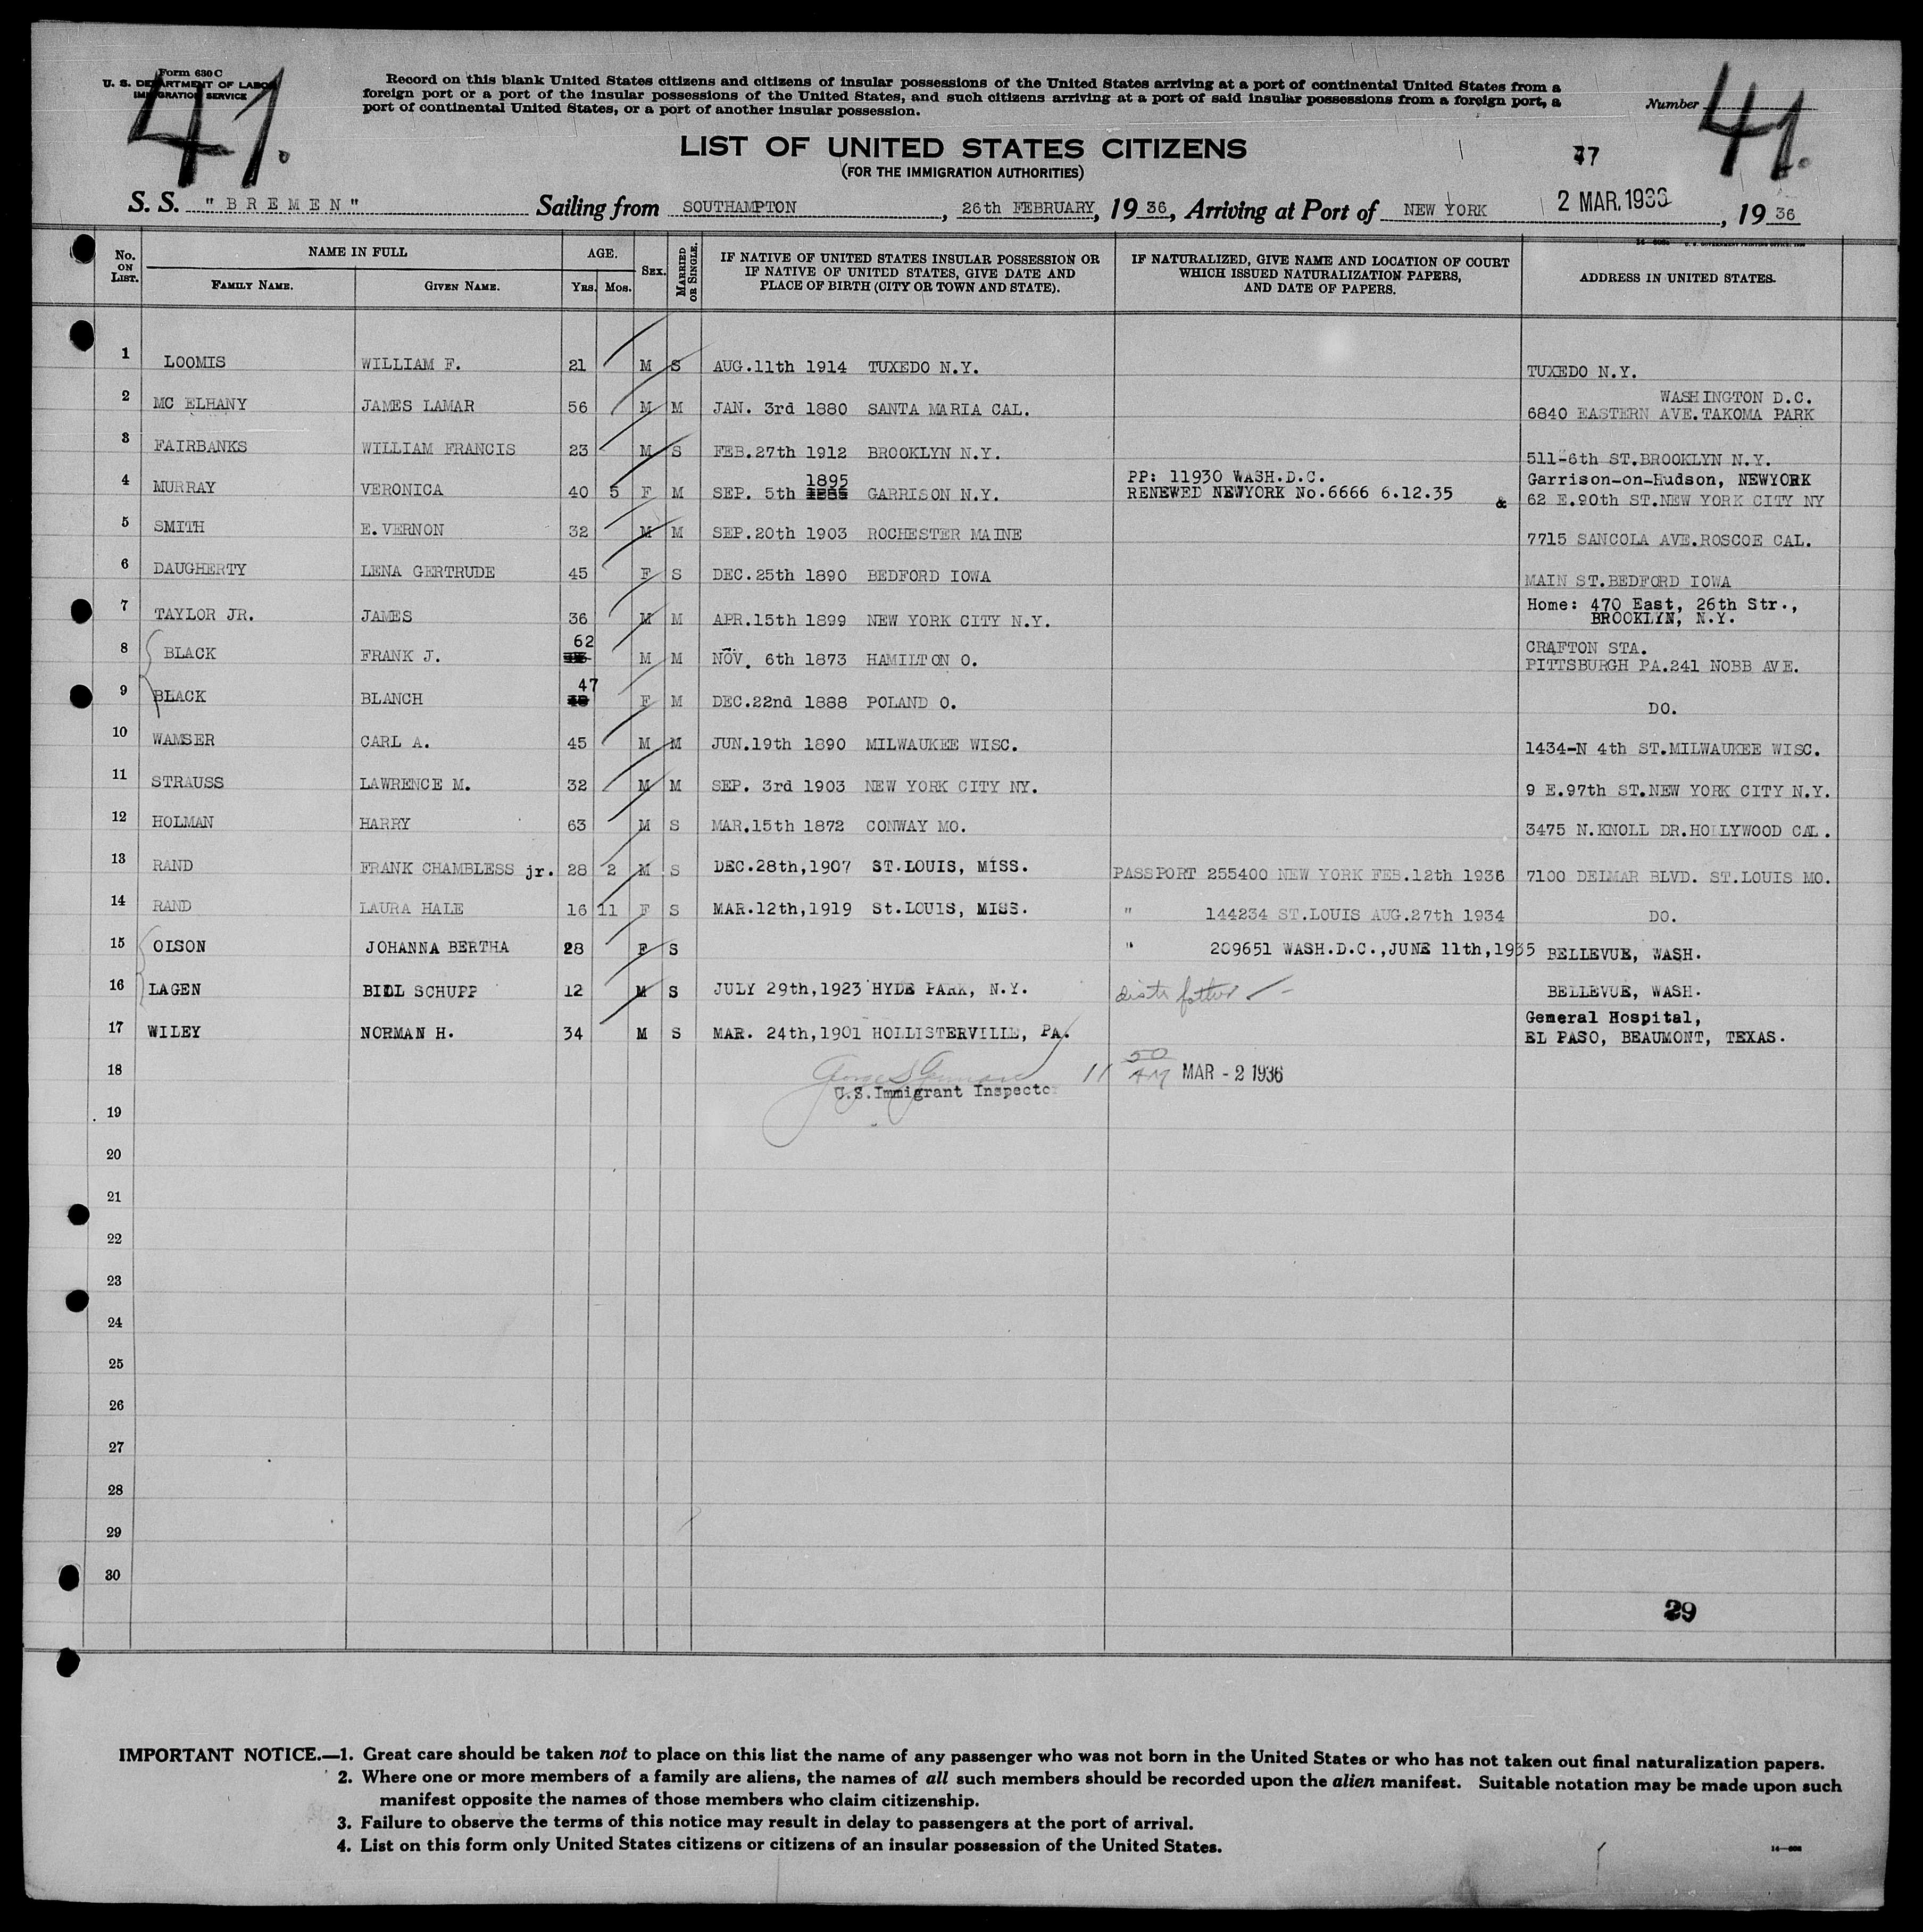 Form 630 C
U. S. DEPARTMENT OF LABOR
IMMIGRATION SERVICE
41.
Record on this blank United States citizens and citizens of insular possessions of the United States arriving at a port of continental United States from a
foreign port or a port of the insular possessions of the United States, and such citizens arriving at a port of said insular possessions from a foreign port, a
port of continental United States, or a port of another insular possession.
Number 41.
LIST OF UNITED STATES CITIZENS
(FOR THE IMMIGRATION AUTHORITIES)
47
S. S. "BREMEN" Sailing from SOUTHAMPTON, 26th FEBRUARY, 19 36, Arriving at Port of NEW YORK 2 MAR. 1936, 19 36
No. ON LIST. NAME IN FULL FAMILY NAME. GIVEN NAME. AGE. Yrs. Mos. SEX. MARRIED OR SINGLE. IF NATIVE OF UNITED STATES INSULAR POSSESSION OR IF NATIVE OF UNITED STATES, GIVE DATE AND PLACE OF BIRTH (CITY OR TOWN AND STATE). IF NATURALIZED, GIVE NAME AND LOCATION OF COURT WHICH ISSUED NATURALIZATION PAPERS, AND DATE OF PAPERS. ADDRESS IN UNITED STATES.
1 LOOMIS WILLIAM F. 21 M S AUG.11th 1914 TUXEDO N.Y. TUXEDO N.Y.
2 MC ELHANY JAMES LAMAR 56 M M JAN. 3rd 1880 SANTA MARIA CAL. WASHINGTON D.C. 6840 EASTERN AVE.TAKOMA PARK
3 FAIRBANKS WILLIAM FRANCIS 23 M S FEB.27th 1912 BROOKLYN N.Y. 511-6th ST.BROOKLYN N.Y.
4 MURRAY VERONICA 40 5 F M SEP. 5th 1895 GARRISON N.Y. PP: 11930 WASH.D.C. RENEWED NEWYORK No.6666 6.12.35 Garrison-on-Hudson, NEWYORK & 62 E.90th ST.NEW YORK CITY NY
5 SMITH E.VERNON 32 M M SEP.20th 1903 ROCHESTER MAINE 7715 SANCOLA AVE.ROSCOE CAL.
6 DAUGHERTY LENA GERTRUDE 45 F S DEC.25th 1890 BEDFORD IOWA MAIN ST.BEDFORD IOWA
7 TAYLOR JR. JAMES 36 M M APR.15th 1899 NEW YORK CITY N.Y. Home: 470 East, 26th Str., BROOKLYN, N.Y.
8 BLACK FRANK J. 62 M M NOV. 6th 1873 HAMILTON O. CRAFTON STA. PITTSBURGH PA.241 NOBB AVE.
9 BLACK BLANCH 47 F M DEC.22nd 1888 POLAND O. DO.
10 WAMSER CARL A. 45 M M JUN.19th 1890 MILWAUKEE WISC. 1434-N 4th ST.MILWAUKEE WISC.
11 STRAUSS LAWRENCE M. 32 M M SEP. 3rd 1903 NEW YORK CITY NY. 9 E.97th ST.NEW YORK CITY N.Y.
12 HOLMAN HARRY 63 M S MAR.15th 1872 CONWAY MO. 3475 N.KNOLL DR.HOLLYWOOD CAL.
13 RAND FRANK CHAMBLESS jr. 28 2 M S DEC.28th,1907 ST.LOUIS, MISS. PASSPORT 255400 NEW YORK FEB.12th 1936 7100 DELMAR BLVD. ST.LOUIS MO.
14 RAND LAURA HALE 16 11 F S MAR.12th,1919 St.LOUIS, MISS. " 144234 ST.LOUIS AUG.27th 1934 DO.
15 OLSON JOHANNA BERTHA 28 F S " 209651 WASH.D.C.,JUNE 11th,1935 BELLEVUE, WASH.
16 LAGEN BILL SCHUPP 12 M S JULY 29th,1923 HYDE PARK, N.Y. father BELLEVUE, WASH.
17 WILEY NORMAN H. 34 M S MAR. 24th,1901 HOLLISTERVILLE, PA. General Hospital, EL PASO, BEAUMONT, TEXAS.
18 11 50 AM MAR - 2 1936
U.S.Immigrant Inspector
19
20
21
22
23
24
25
26
27
28
29
30
29
IMPORTANT NOTICE.—1. Great care should be taken not to place on this list the name of any passenger who was not born in the United States or who has not taken out final naturalization papers.
2. Where one or more members of a family are aliens, the names of all such members should be recorded upon the alien manifest. Suitable notation may be made upon such
manifest opposite the names of those members who claim citizenship.
3. Failure to observe the terms of this notice may result in delay to passengers at the port of arrival.
4. List on this form only United States citizens or citizens of an insular possession of the United States.